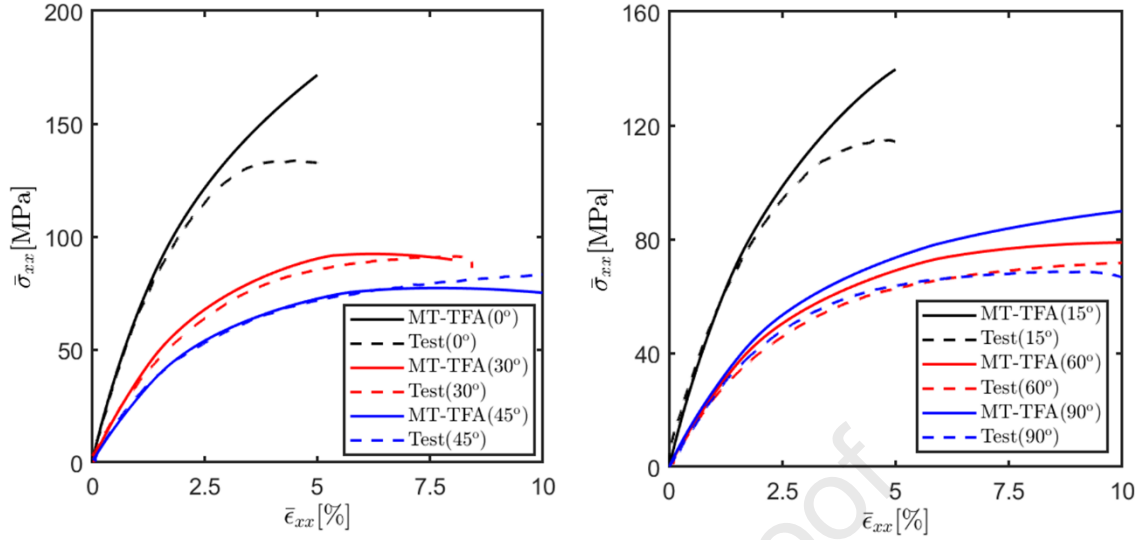 200
150
100
50
0
0 2.5 5 7.5 10
σ̄xx[MPa]
ε̄xx[%]
MT-TFA(0°)
Test(0°)
MT-TFA(30°)
Test(30°)
MT-TFA(45°)
Test(45°)
160
120
80
40
0
0 2.5 5 7.5 10
σ̄xx[MPa]
ε̄xx[%]
MT-TFA(15°)
Test(15°)
MT-TFA(60°)
Test(60°)
MT-TFA(90°)
Test(90°)
oof